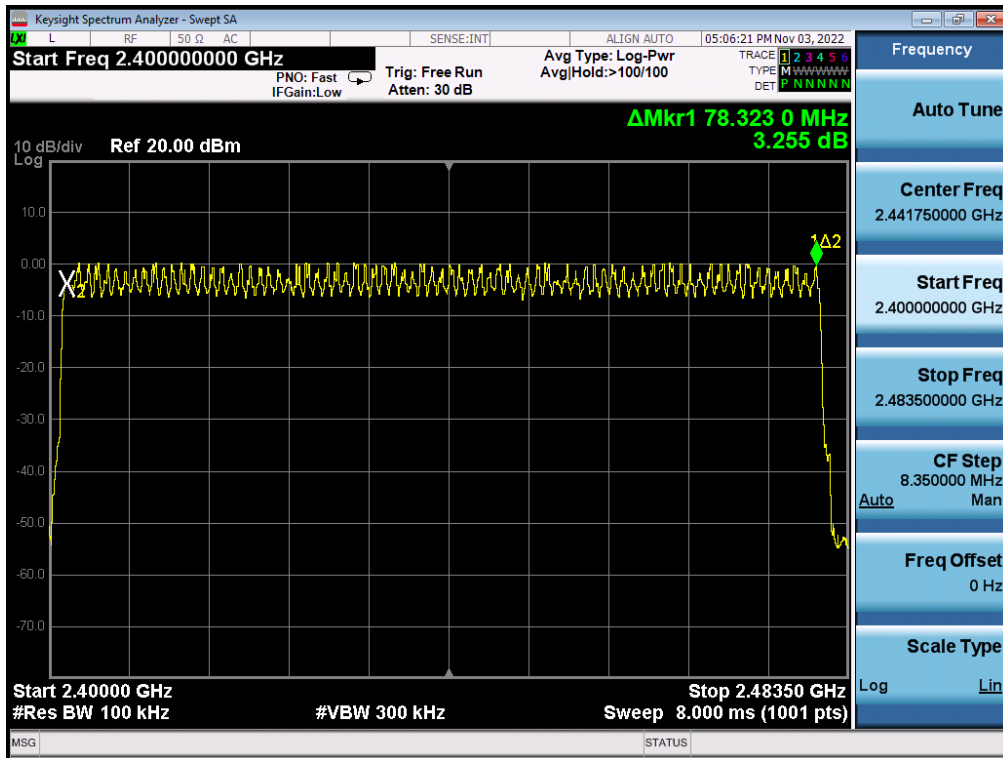 Keysight Spectrum Analyzer - Swept SA
LXI L RF 50 Ω AC SENSE:INT ALIGN AUTO 05:06:21 PM Nov 03, 2022
Start Freq 2.400000000 GHz
PNO: Fast
IFGain:Low
Trig: Free Run
Atten: 30 dB
Avg Type: Log-Pwr
Avg|Hold:>100/100
TRACE 1 2 3 4 5 6
TYPE M WWWWW
DET P N N N N N
ΔMkr1 78.323 0 MHz
3.255 dB
10 dB/div Ref 20.00 dBm
Log
10.0
0.00
-10.0
-20.0
-30.0
-40.0
-50.0
-60.0
-70.0
X2
1Δ2
Start 2.40000 GHz
Stop 2.48350 GHz
#Res BW 100 kHz
#VBW 300 kHz
Sweep 8.000 ms (1001 pts)
MSG
STATUS
Frequency
Auto Tune
Center Freq
2.441750000 GHz
Start Freq
2.400000000 GHz
Stop Freq
2.483500000 GHz
CF Step
8.350000 MHz
Auto Man
Freq Offset
0 Hz
Scale Type
Log Lin